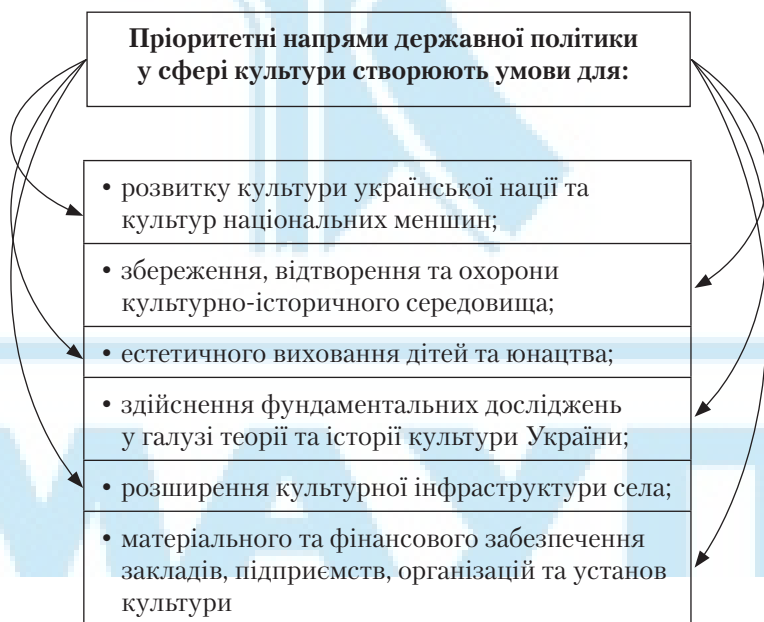 Пріоритетні напрями державної політики
у сфері культури створюють умови для:
• розвитку культури української нації та
культур національних меншин;
• збереження, відтворення та охорони
культурно-історичного середовища;
• естетичного виховання дітей та юнацтва;
• здійснення фундаментальних досліджень
у галузі теорії та історії культури України;
• розширення культурної інфраструктури села;
• матеріального та фінансового забезпечення
закладів, підприємств, організацій та установ
культури
МАУП